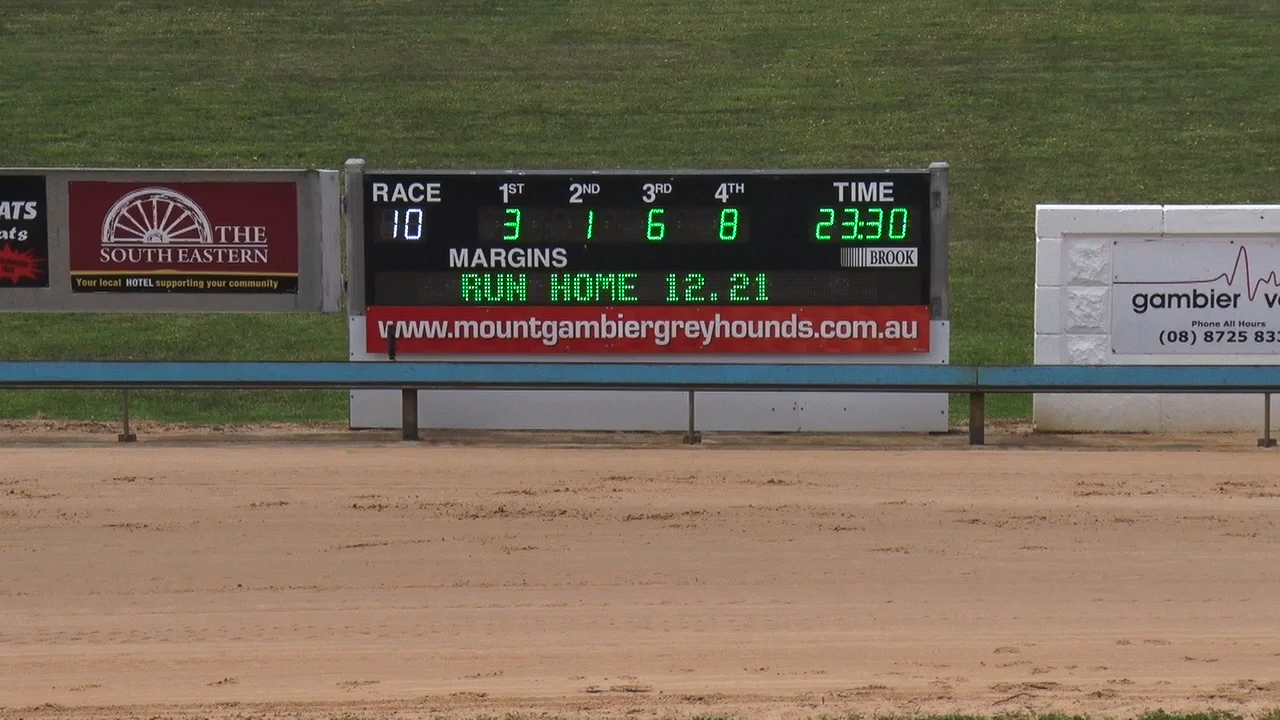 ATS
THE
SOUTH EASTERN
Your local HOTEL supporting your community
RACE 1ST 2ND 3RD 4TH TIME
10 3 1 6 8 23:30
MARGINS BROOK
RUN HOME 12.21
www.mountgambiergreyhounds.com.au
gambier v
Phone All Hours
(08) 8725 83